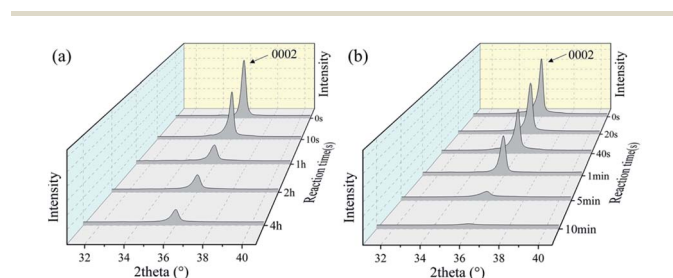 (a)
0002
Intensity
0s
10s
1h
2h
4h
Reaction time(s)
Intensity
32 34 36 38 40
2theta (°)
(b)
0002
Intensity
0s
20s
40s
1min
5min
10min
Reaction time(s)
Intensity
32 34 36 38 40
2theta (°)